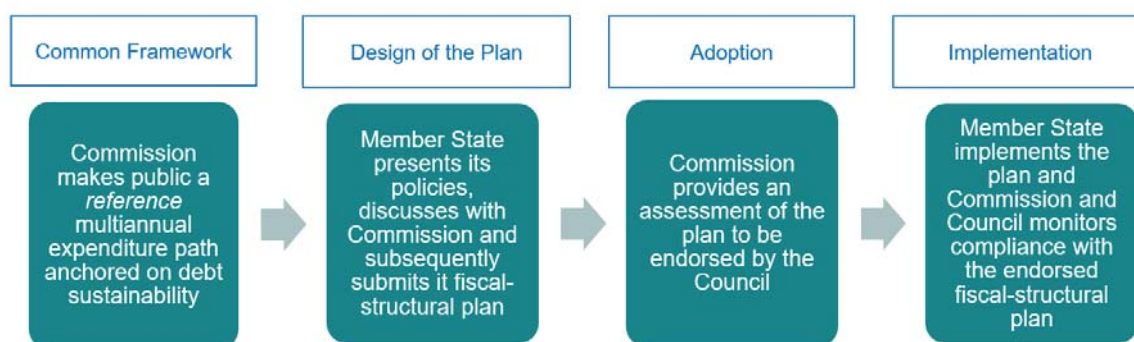 Common Framework
Design of the Plan
Adoption
Implementation
Commission
makes public a
reference
multiannual
expenditure path
anchored on debt
sustainability
Member State
presents its
policies,
discusses with
Commission and
subsequently
submits it fiscal-
structural plan
Commission
provides an
assessment of the
plan to be
endorsed by the
Council
Member State
implements the
plan and
Commission and
Council monitors
compliance with
the endorsed
fiscal-structural
plan